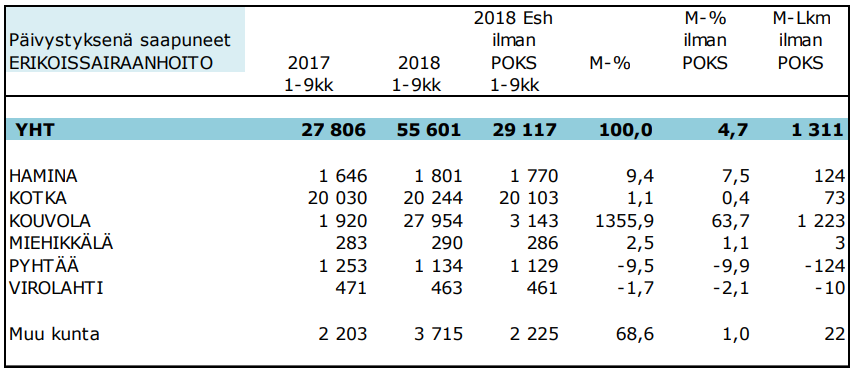 2018 Esh M-% M-Lkm
Päivystyksenä saapuneet ilman ilman ilman
ERIKOISSAIRAANHOITO 2017 2018 POKS M-% POKS POKS
1-9kk 1-9kk 1-9kk
YHT 27 806 55 601 29 117 100,0 4,7 1 311
HAMINA 1 646 1 801 1 770 9,4 7,5 124
KOTKA 20 030 20 244 20 103 1,1 0,4 73
KOUVOLA 1 920 27 954 3 143 1355,9 63,7 1 223
MIEHIKKÄLÄ 283 290 286 2,5 1,1 3
PYHTÄÄ 1 253 1 134 1 129 -9,5 -9,9 -124
VIROLAHTI 471 463 461 -1,7 -2,1 -10
Muu kunta 2 203 3 715 2 225 68,6 1,0 22